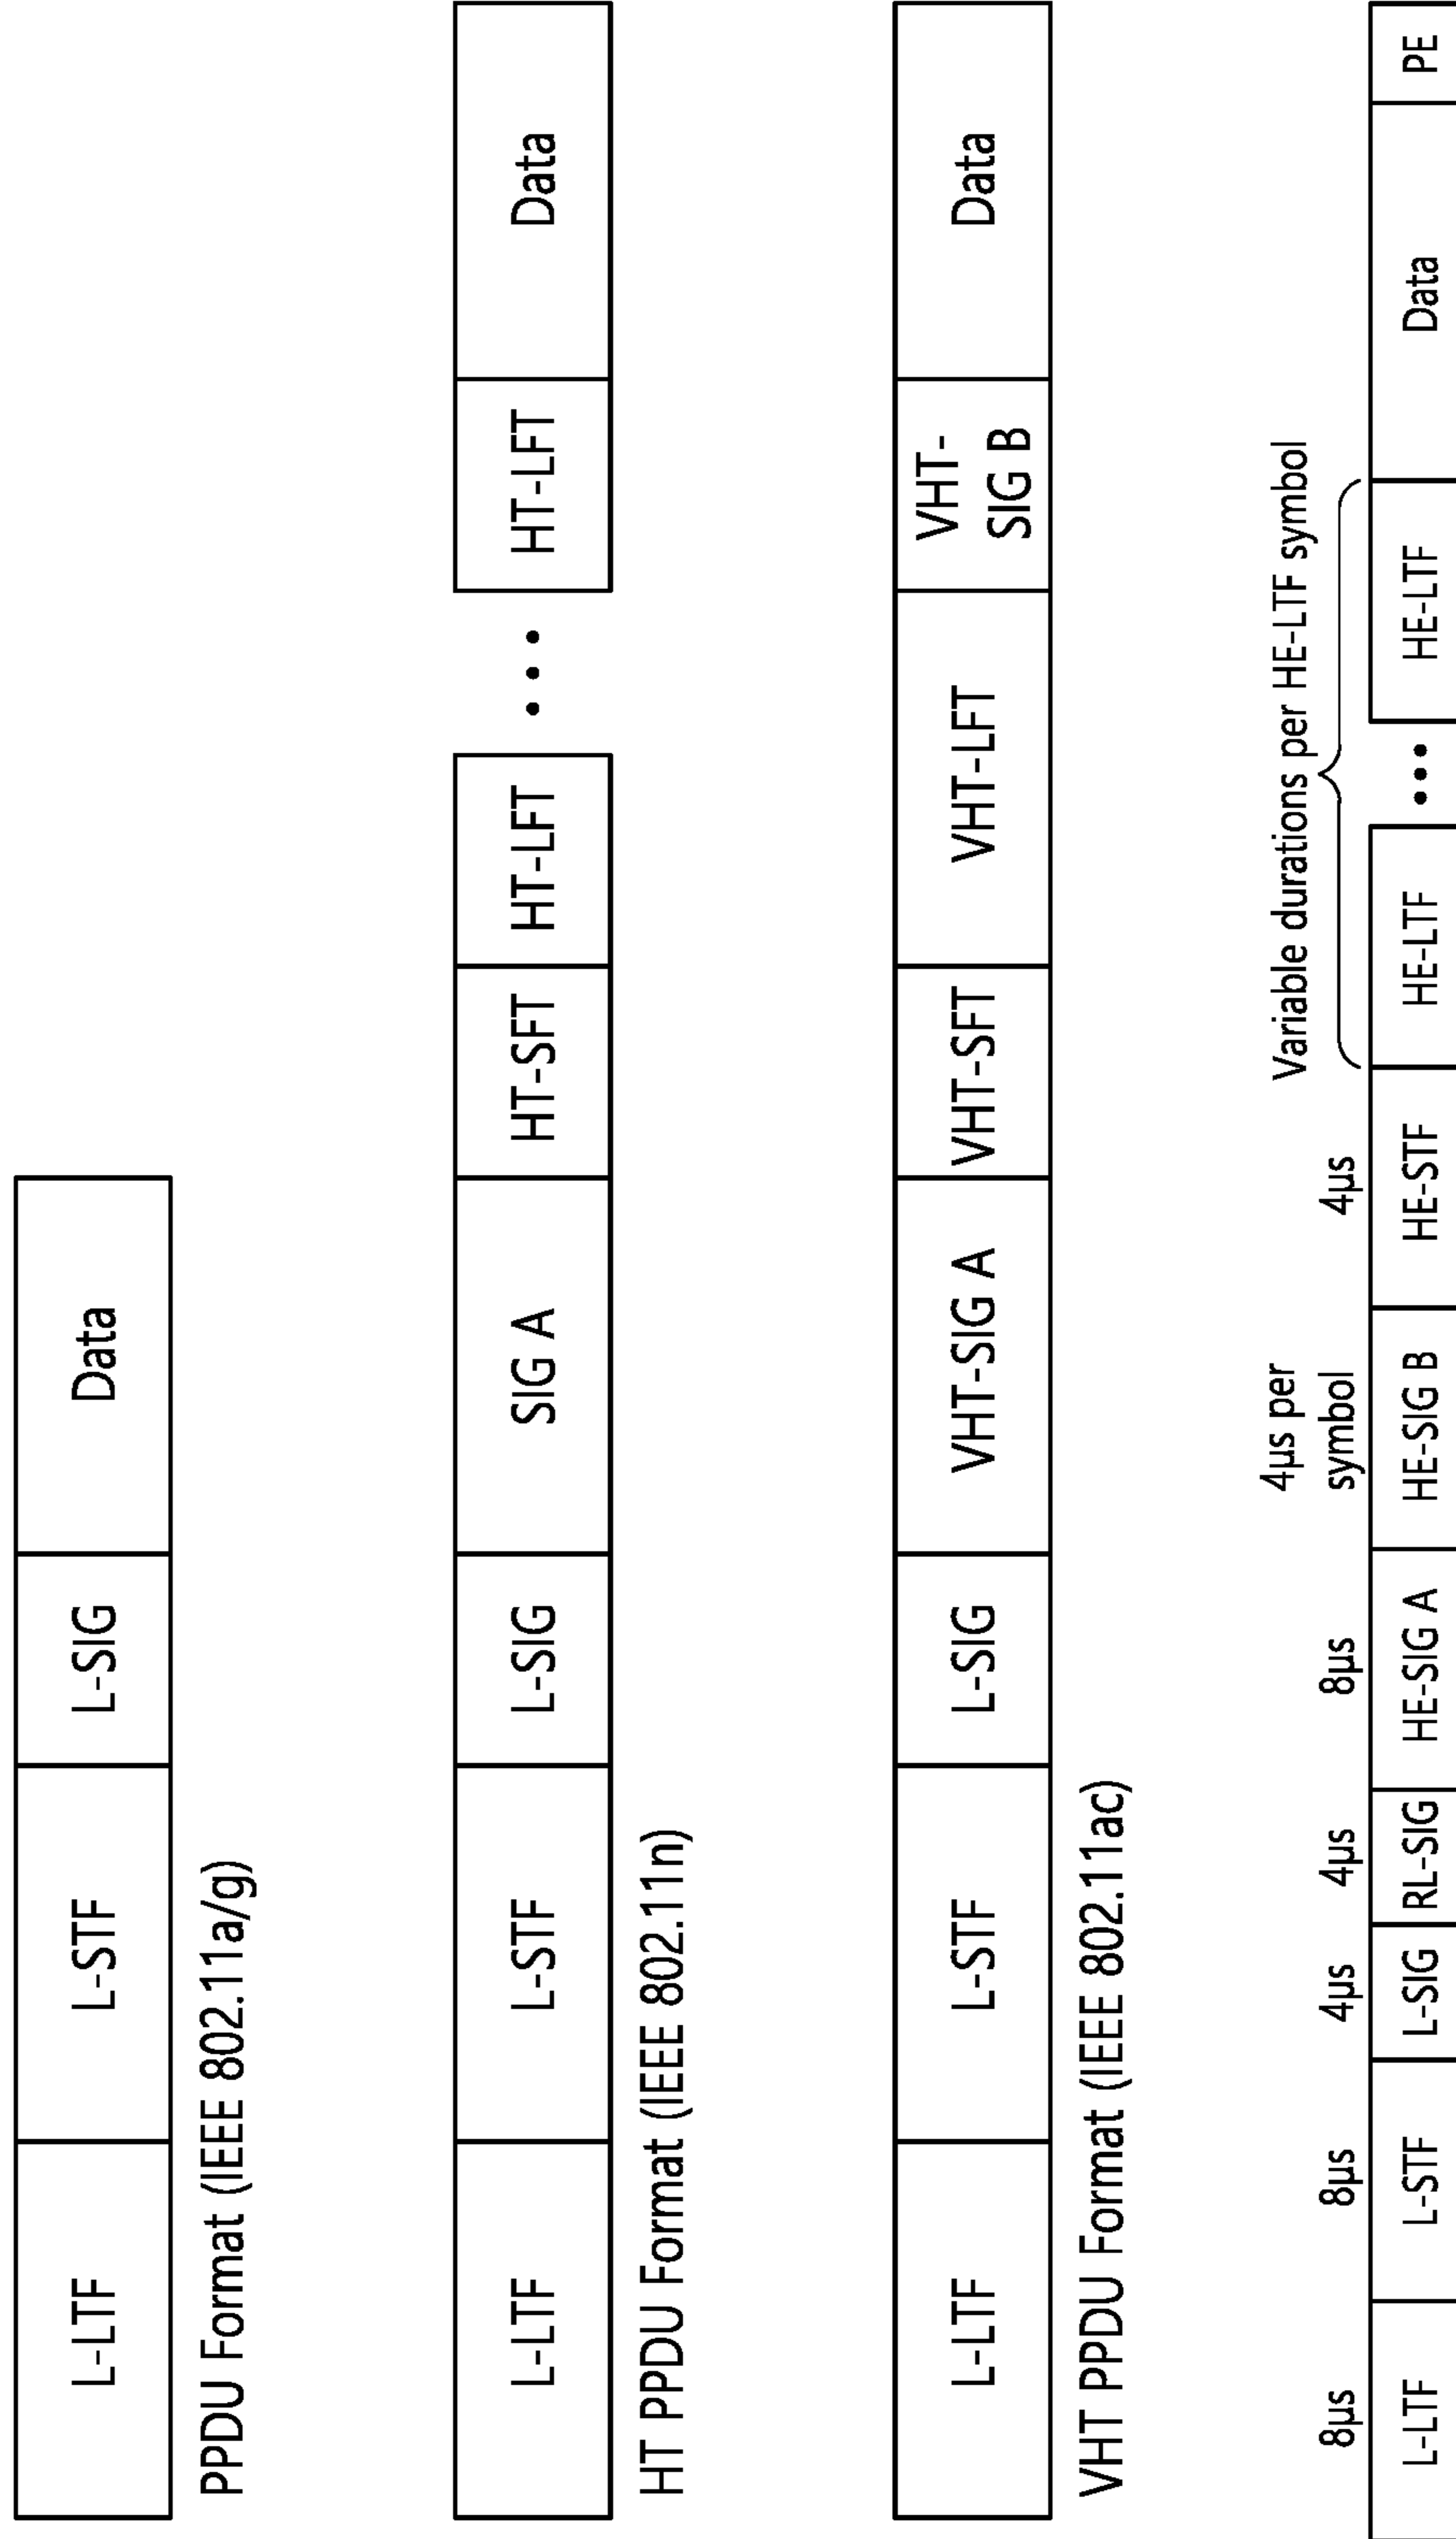 L-LTF
L-STF
L-SIG
Data
PPDU Format (IEEE 802.11a/g)
L-LTF
L-STF
L-SIG
SIG A
HT-SFT
HT-LFT
• • •
HT-LFT
Data
HT PPDU Format (IEEE 802.11n)
L-LTF
L-STF
L-SIG
VHT-SIG A
VHT-SFT
VHT-LFT
VHT-
SIG B
Data
VHT PPDU Format (IEEE 802.11ac)
8μs
8μs
4μs
4μs
8μs
4μs per
symbol
4μs
Variable durations per HE-LTF symbol
L-LTF
L-STF
L-SIG
RL-SIG
HE-SIG A
HE-SIG B
HE-STF
HE-LTF
•••
HE-LTF
Data
PE